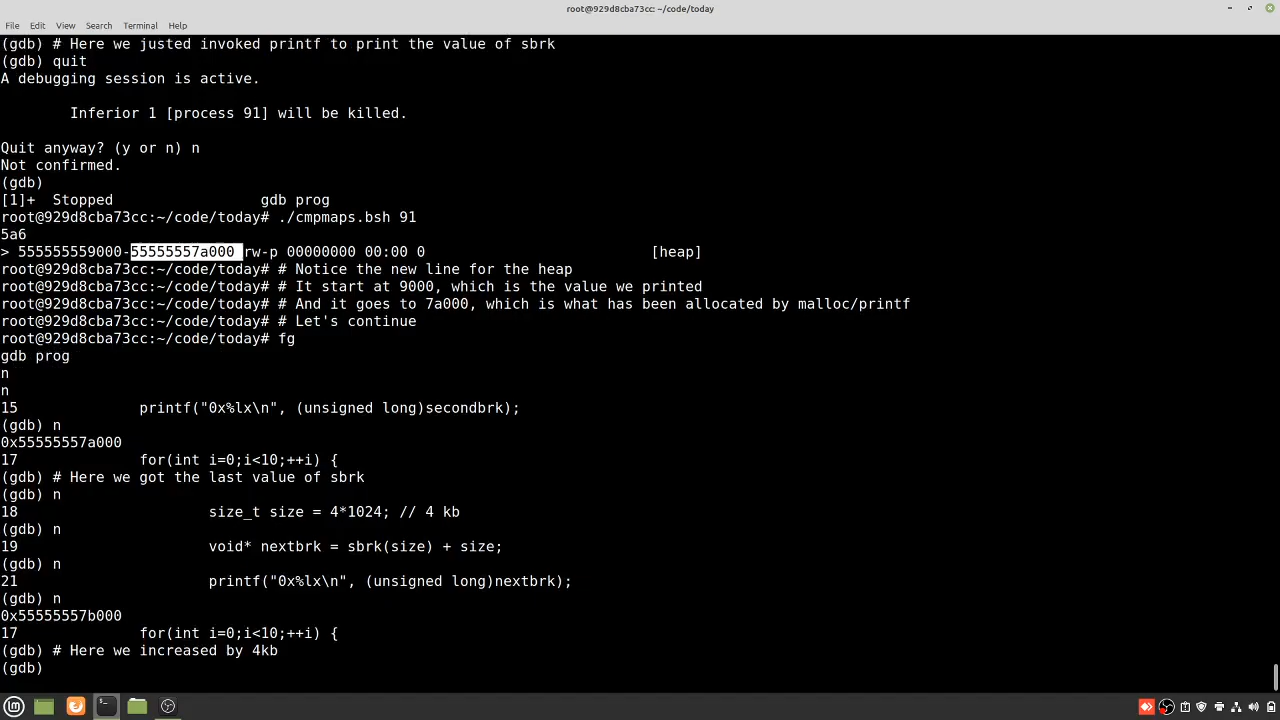 root@929d8cba73cc: ~/code/today
File Edit View Search Terminal Help
(gdb) # Here we justed invoked printf to print the value of sbrk
(gdb) quit
A debugging session is active.
Inferior 1 [process 91] will be killed.
Quit anyway? (y or n) n
Not confirmed.
(gdb)
[1]+  Stopped                 gdb prog
root@929d8cba73cc:~/code/today# ./cmpmaps.bsh 91
5a6
> 555555559000-55555557a000 rw-p 00000000 00:00 0                          [heap]
root@929d8cba73cc:~/code/today# # Notice the new line for the heap
root@929d8cba73cc:~/code/today# # It start at 9000, which is the value we printed
root@929d8cba73cc:~/code/today# # And it goes to 7a000, which is what has been allocated by malloc/printf
root@929d8cba73cc:~/code/today# # Let's continue
root@929d8cba73cc:~/code/today# fg
gdb prog
n
n
15              printf("0x%lx\n", (unsigned long)secondbrk);
(gdb) n
0x55555557a000
17              for(int i=0;i<10;++i) {
(gdb) # Here we got the last value of sbrk
(gdb) n
18                      size_t size = 4*1024; // 4 kb
(gdb) n
19                      void* nextbrk = sbrk(size) + size;
(gdb) n
21                      printf("0x%lx\n", (unsigned long)nextbrk);
(gdb) n
0x55555557b000
17              for(int i=0;i<10;++i) {
(gdb) # Here we increased by 4kb
(gdb)